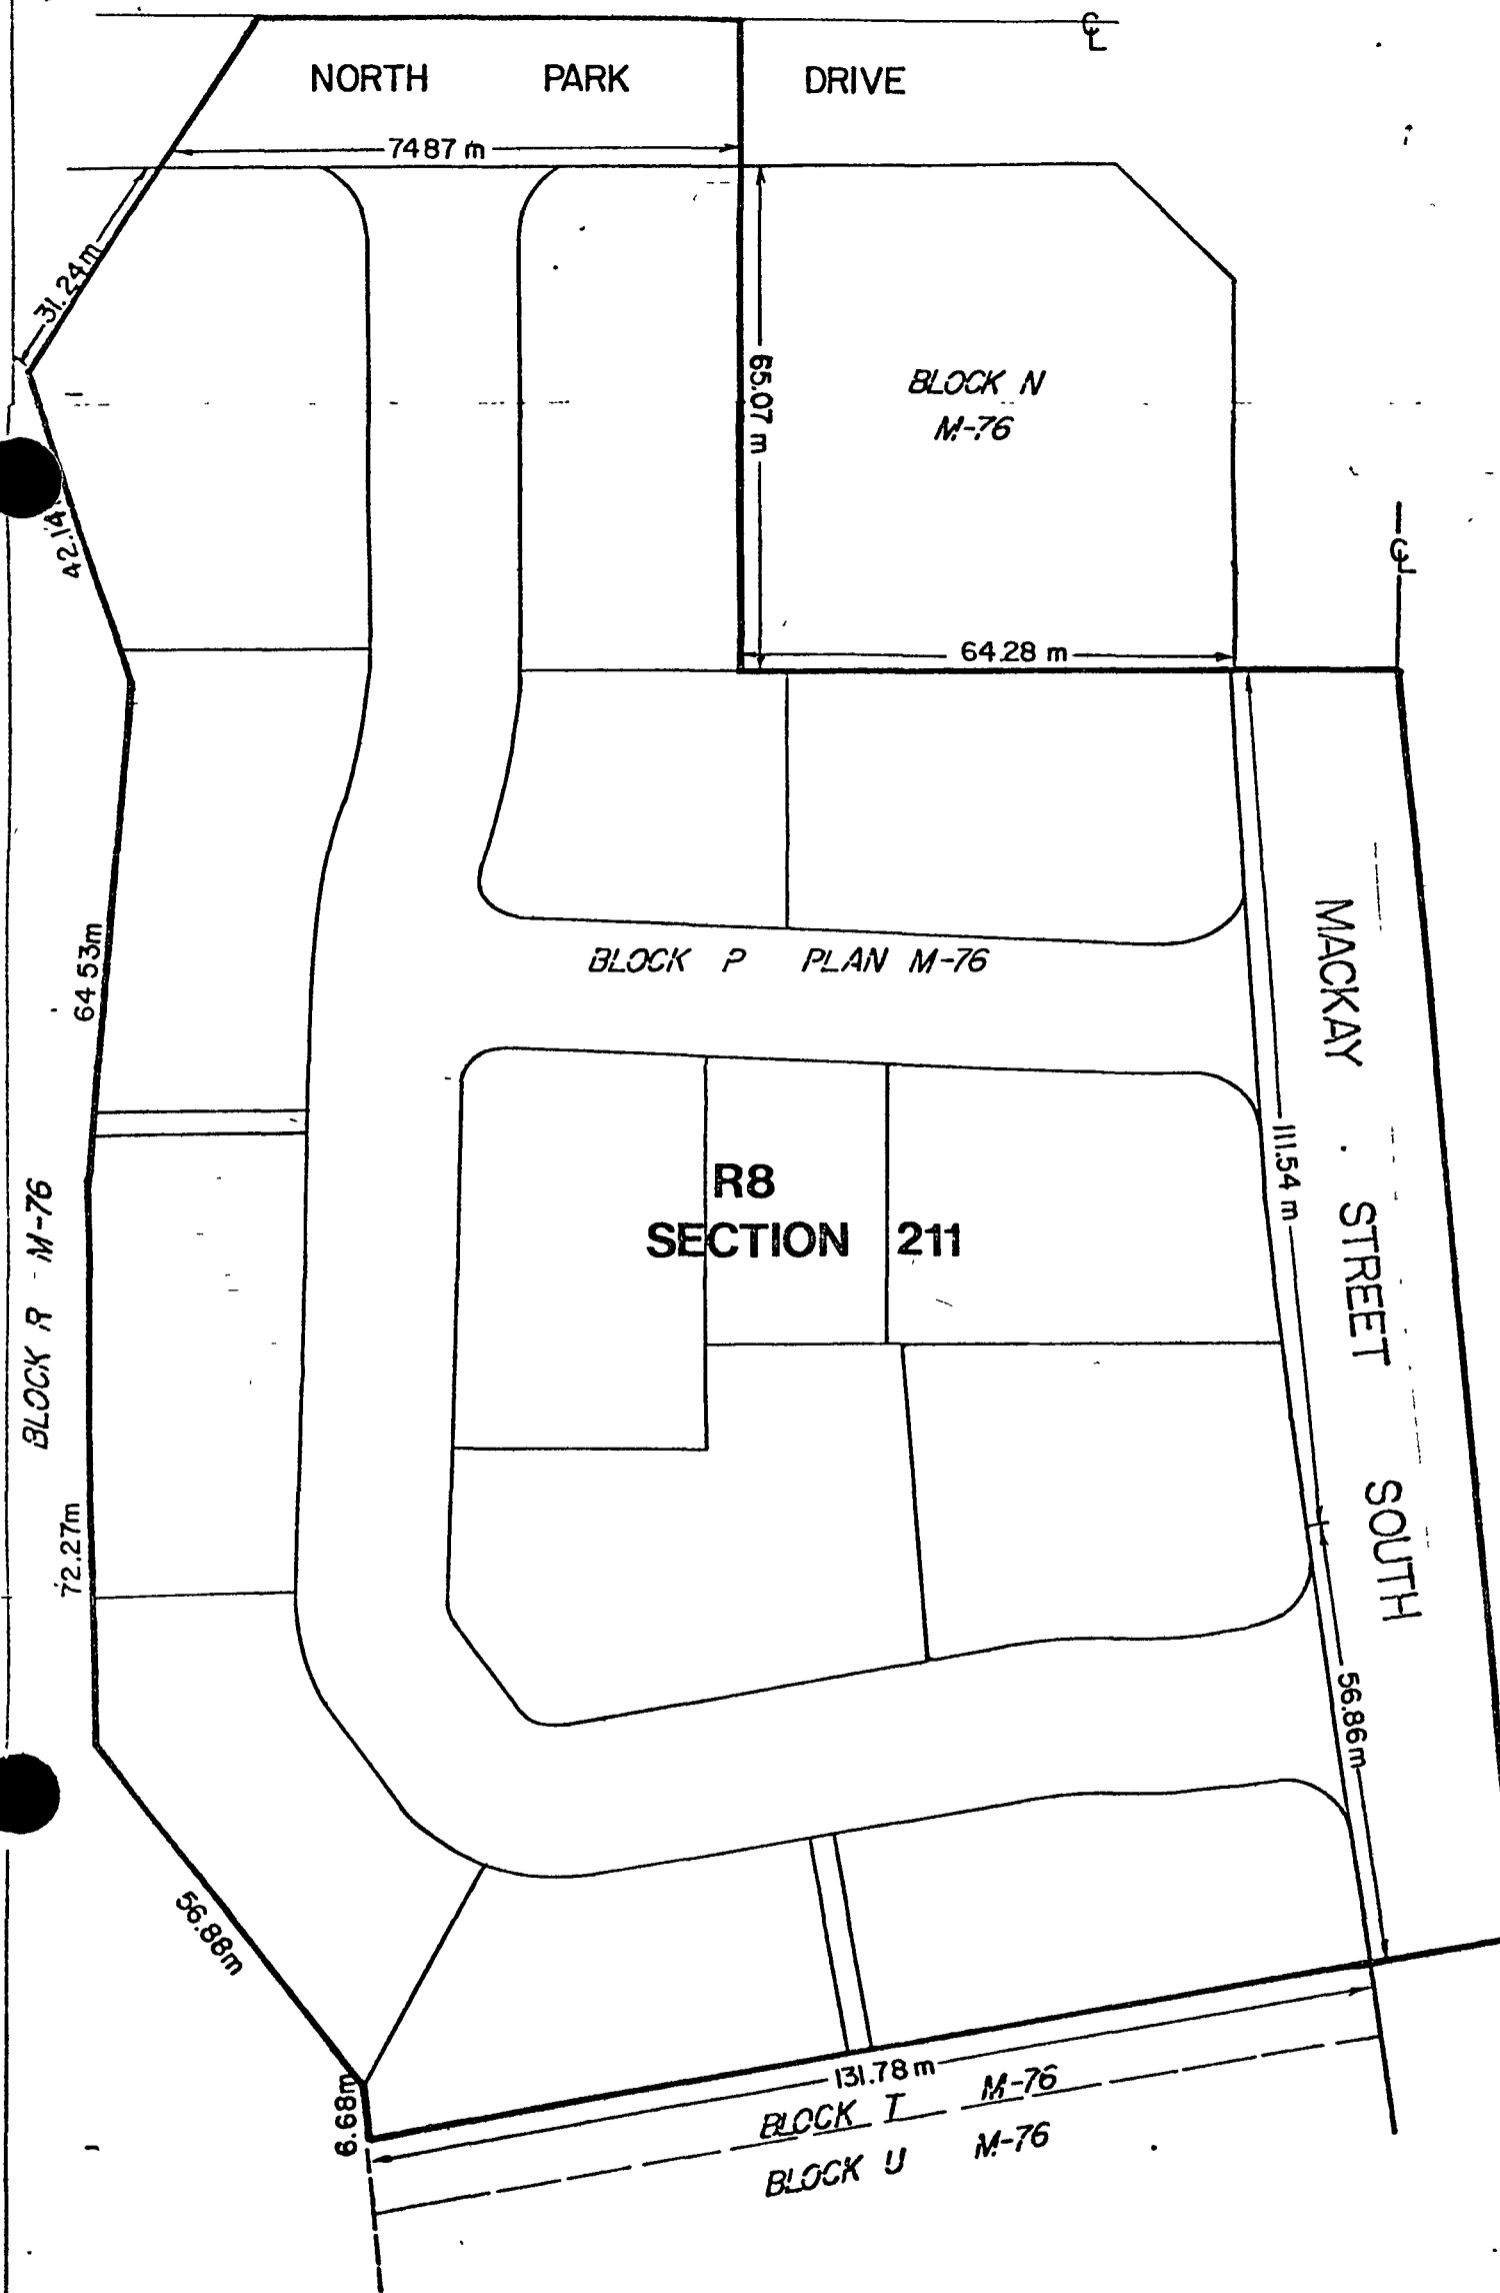 ℄
NORTH PARK DRIVE
7487 m
31.24m
65.07 m
BLOCK N
M-76
42.14
℄
64.28 m
BLOCK P PLAN M-76
MACKAY STREET SOUTH
64 53m
111.54 m
R8
SECTION 211
BLOCK R M-76
72.27m
56.86m
56.88m
6.68m
131.78 m
BLOCK T M-76
BLOCK U M-76